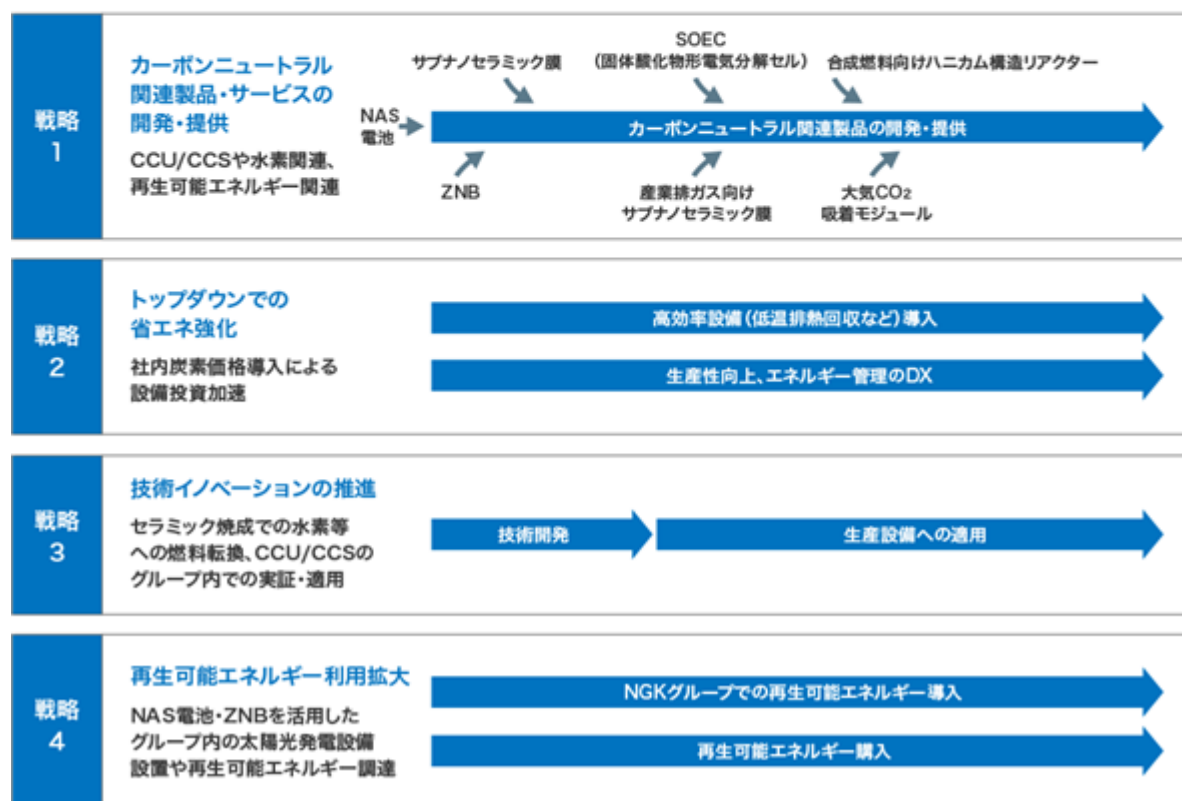 戦略
1
カーボンニュートラル
関連製品・サービスの
開発・提供
CCU/CCSや水素関連、
再生可能エネルギー関連
サブナノセラミック膜
SOEC
(固体酸化物形電気分解セル)
合成燃料向けハニカム構造リアクター
NAS
電池
カーボンニュートラル関連製品の開発・提供
ZNB
産業排ガス向け
サブナノセラミック膜
大気CO₂
吸着モジュール
戦略
2
トップダウンでの
省エネ強化
社内炭素価格導入による
設備投資加速
高効率設備(低温排熱回収など)導入
生産性向上、エネルギー管理のDX
戦略
3
技術イノベーションの推進
セラミック焼成での水素等
への燃料転換、CCU/CCSの
グループ内での実証・適用
技術開発
生産設備への適用
戦略
4
再生可能エネルギー利用拡大
NAS電池・ZNBを活用した
グループ内の太陽光発電設備
設置や再生可能エネルギー調達
NGKグループでの再生可能エネルギー導入
再生可能エネルギー購入